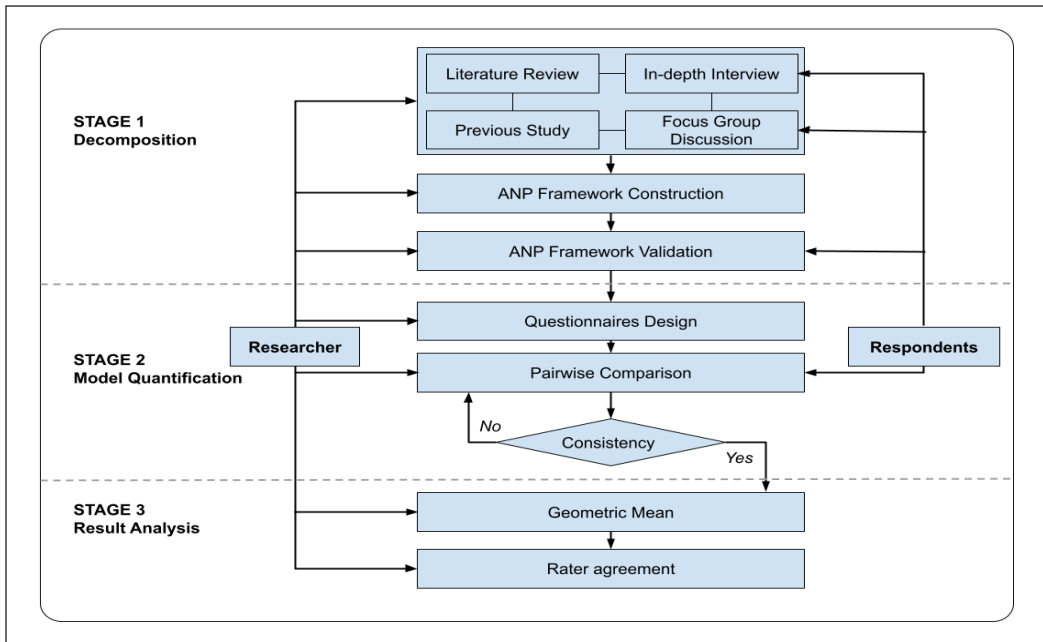 STAGE 1
Decomposition
Literature Review
In-depth Interview
Previous Study
Focus Group
Discussion
ANP Framework Construction
ANP Framework Validation
STAGE 2
Model Quantification
Researcher
Questionnaires Design
Respondents
Pairwise Comparison
No
Consistency
Yes
STAGE 3
Result Analysis
Geometric Mean
Rater agreement